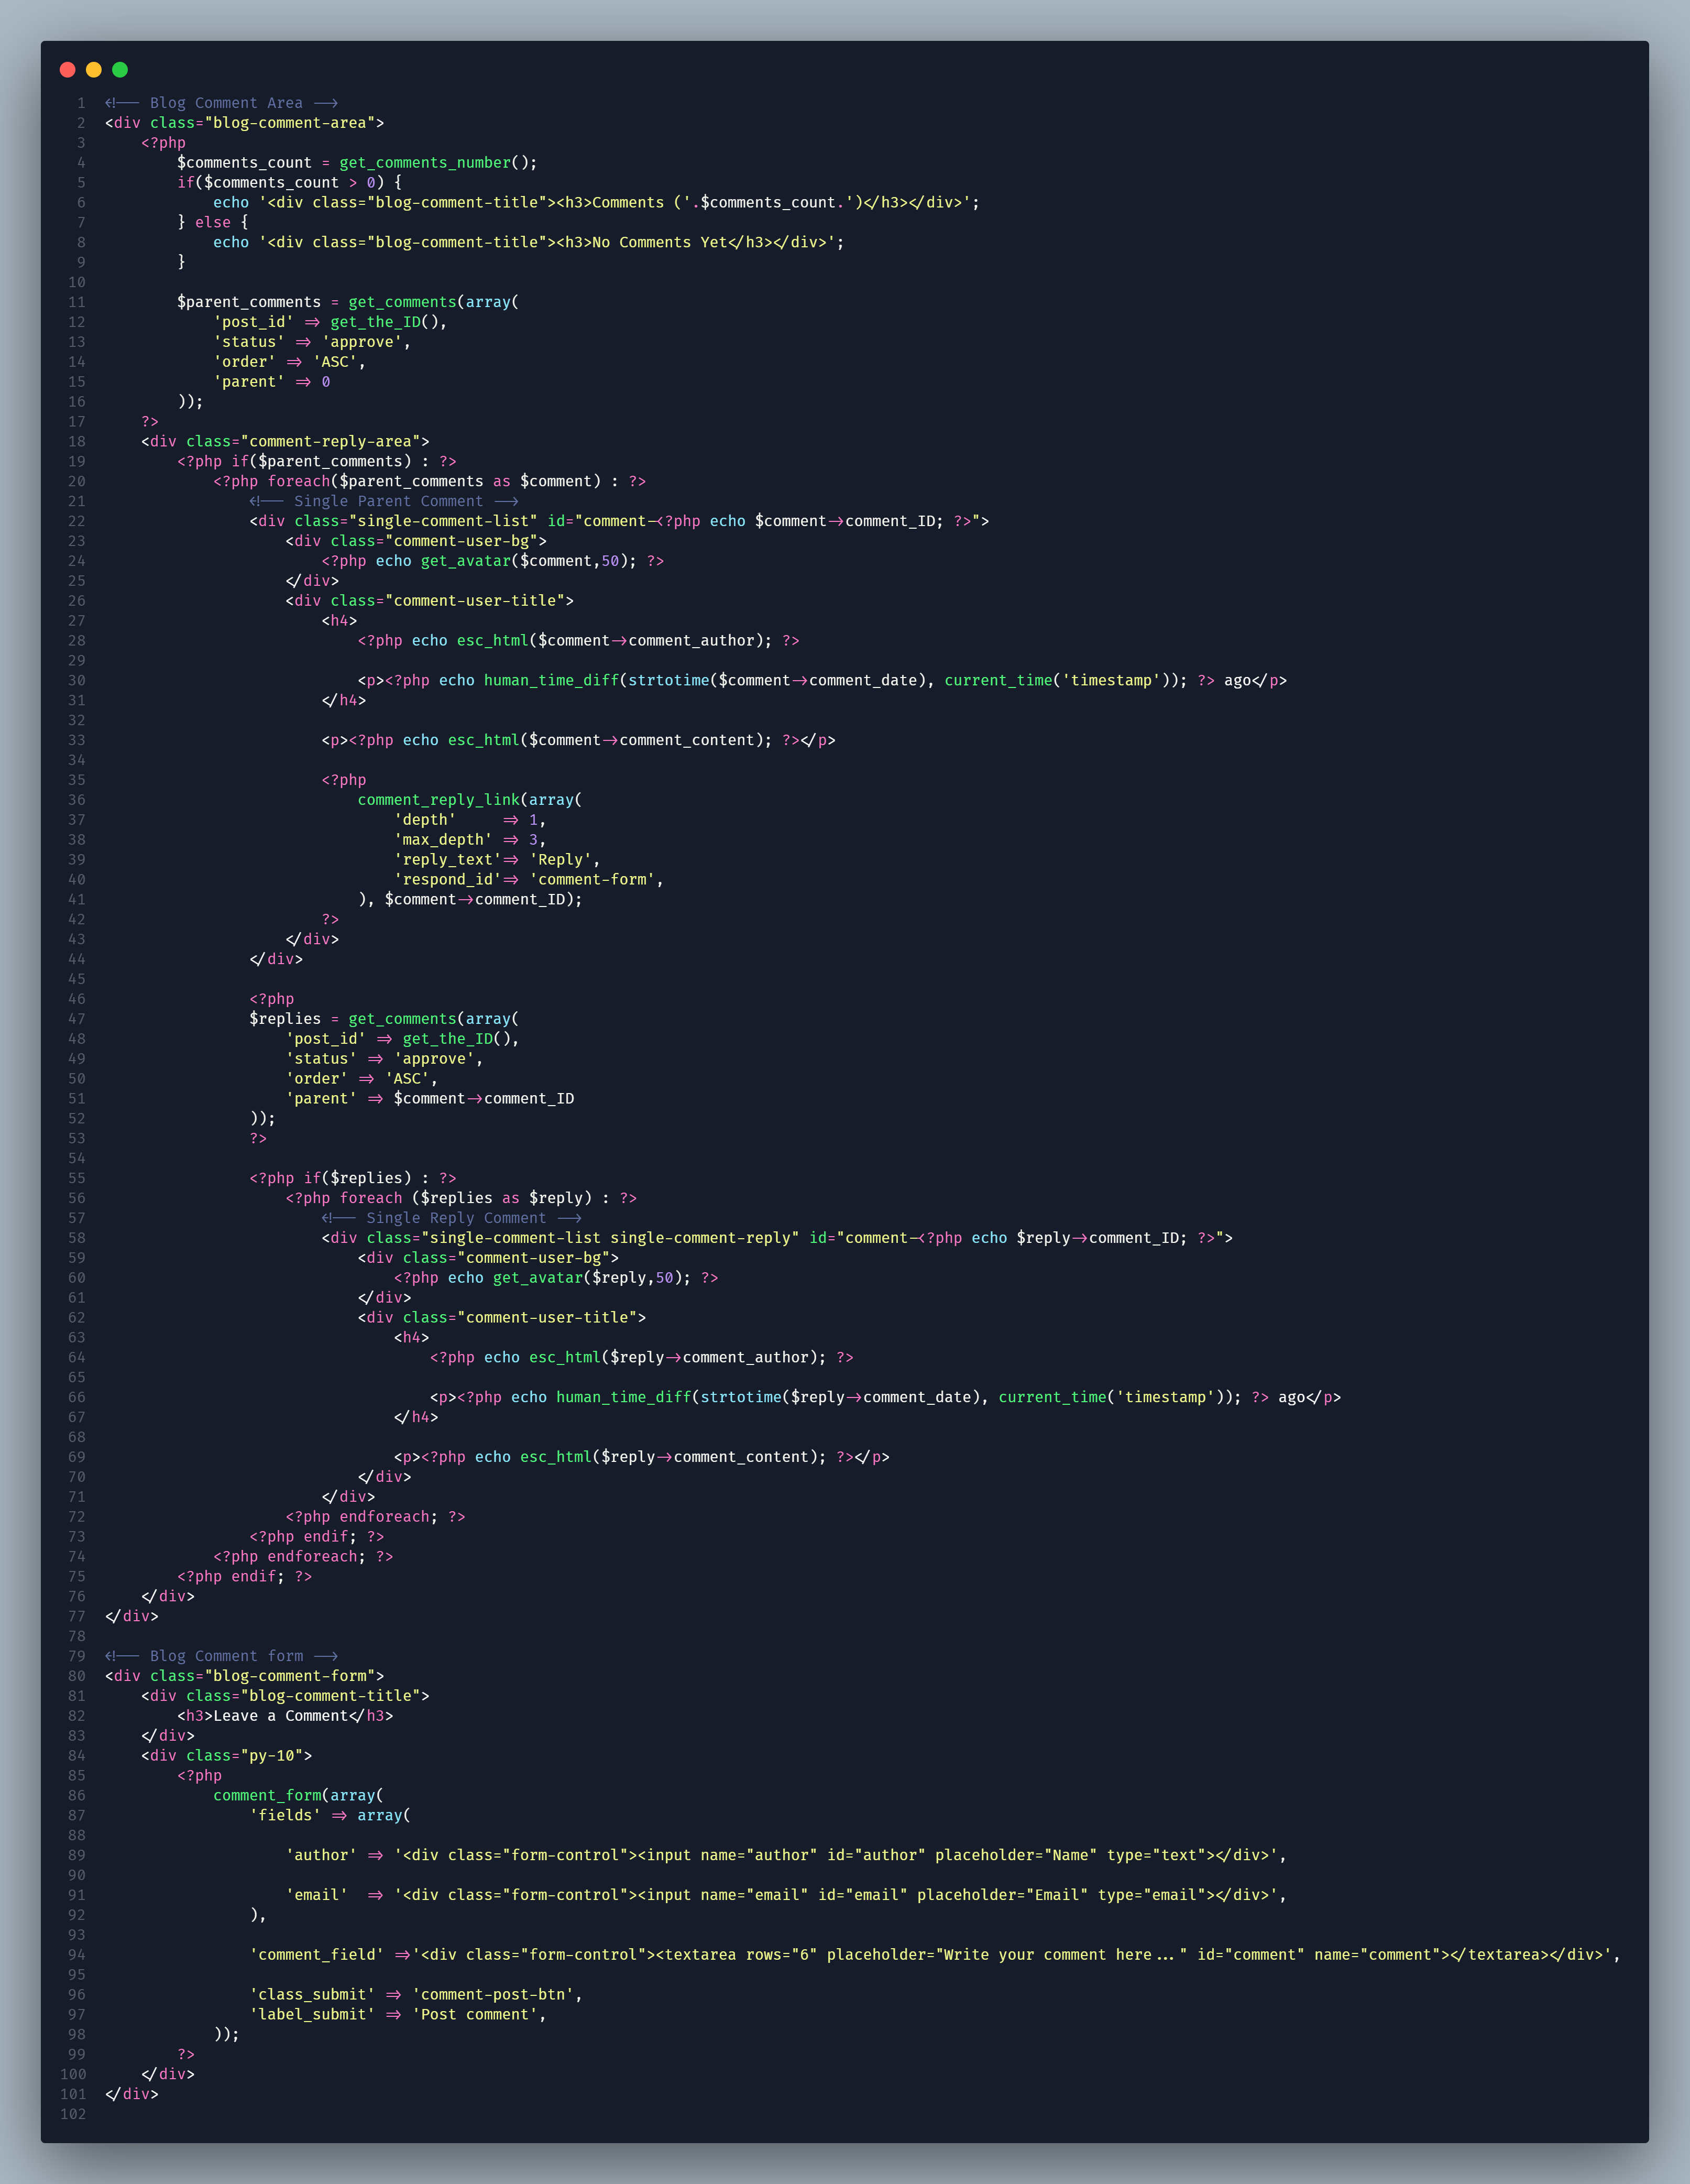 1 <!-- Blog Comment Area -->
2 <div class="blog-comment-area">
3     <?php
4         $comments_count = get_comments_number();
5         if($comments_count > 0) {
6             echo '<div class="blog-comment-title"><h3>Comments ('.$comments_count.')</h3></div>';
7         } else {
8             echo '<div class="blog-comment-title"><h3>No Comments Yet</h3></div>';
9         }
10
11         $parent_comments = get_comments(array(
12             'post_id' => get_the_ID(),
13             'status' => 'approve',
14             'order' => 'ASC',
15             'parent' => 0
16         ));
17     ?>
18     <div class="comment-reply-area">
19         <?php if($parent_comments) : ?>
20             <?php foreach($parent_comments as $comment) : ?>
21                 <!-- Single Parent Comment -->
22                 <div class="single-comment-list" id="comment-<?php echo $comment->comment_ID; ?>">
23                     <div class="comment-user-bg">
24                         <?php echo get_avatar($comment,50); ?>
25                     </div>
26                     <div class="comment-user-title">
27                         <h4>
28                             <?php echo esc_html($comment->comment_author); ?>
29
30                             <p><?php echo human_time_diff(strtotime($comment->comment_date), current_time('timestamp')); ?> ago</p>
31                         </h4>
32
33                         <p><?php echo esc_html($comment->comment_content); ?></p>
34
35                         <?php
36                             comment_reply_link(array(
37                                 'depth'     => 1,
38                                 'max_depth' => 3,
39                                 'reply_text'=> 'Reply',
40                                 'respond_id'=> 'comment-form',
41                             ), $comment->comment_ID);
42                         ?>
43                     </div>
44                 </div>
45
46                 <?php
47                 $replies = get_comments(array(
48                     'post_id' => get_the_ID(),
49                     'status' => 'approve',
50                     'order' => 'ASC',
51                     'parent' => $comment->comment_ID
52                 ));
53                 ?>
54
55                 <?php if($replies) : ?>
56                     <?php foreach ($replies as $reply) : ?>
57                         <!-- Single Reply Comment -->
58                         <div class="single-comment-list single-comment-reply" id="comment-<?php echo $reply->comment_ID; ?>">
59                             <div class="comment-user-bg">
60                                 <?php echo get_avatar($reply,50); ?>
61                             </div>
62                             <div class="comment-user-title">
63                                 <h4>
64                                     <?php echo esc_html($reply->comment_author); ?>
65
66                                     <p><?php echo human_time_diff(strtotime($reply->comment_date), current_time('timestamp')); ?> ago</p>
67                                 </h4>
68
69                                 <p><?php echo esc_html($reply->comment_content); ?></p>
70                             </div>
71                         </div>
72                     <?php endforeach; ?>
73                 <?php endif; ?>
74             <?php endforeach; ?>
75         <?php endif; ?>
76     </div>
77 </div>
78
79 <!-- Blog Comment form -->
80 <div class="blog-comment-form">
81     <div class="blog-comment-title">
82         <h3>Leave a Comment</h3>
83     </div>
84     <div class="py-10">
85         <?php
86             comment_form(array(
87                 'fields' => array(
88
89                     'author' => '<div class="form-control"><input name="author" id="author" placeholder="Name" type="text"></div>',
90
91                     'email'  => '<div class="form-control"><input name="email" id="email" placeholder="Email" type="email"></div>',
92                 ),
93
94                 'comment_field' =>'<div class="form-control"><textarea rows="6" placeholder="Write your comment here..." id="comment" name="comment"></textarea></div>',
95
96                 'class_submit' => 'comment-post-btn',
97                 'label_submit' => 'Post comment',
98             ));
99         ?>
100     </div>
101 </div>
102